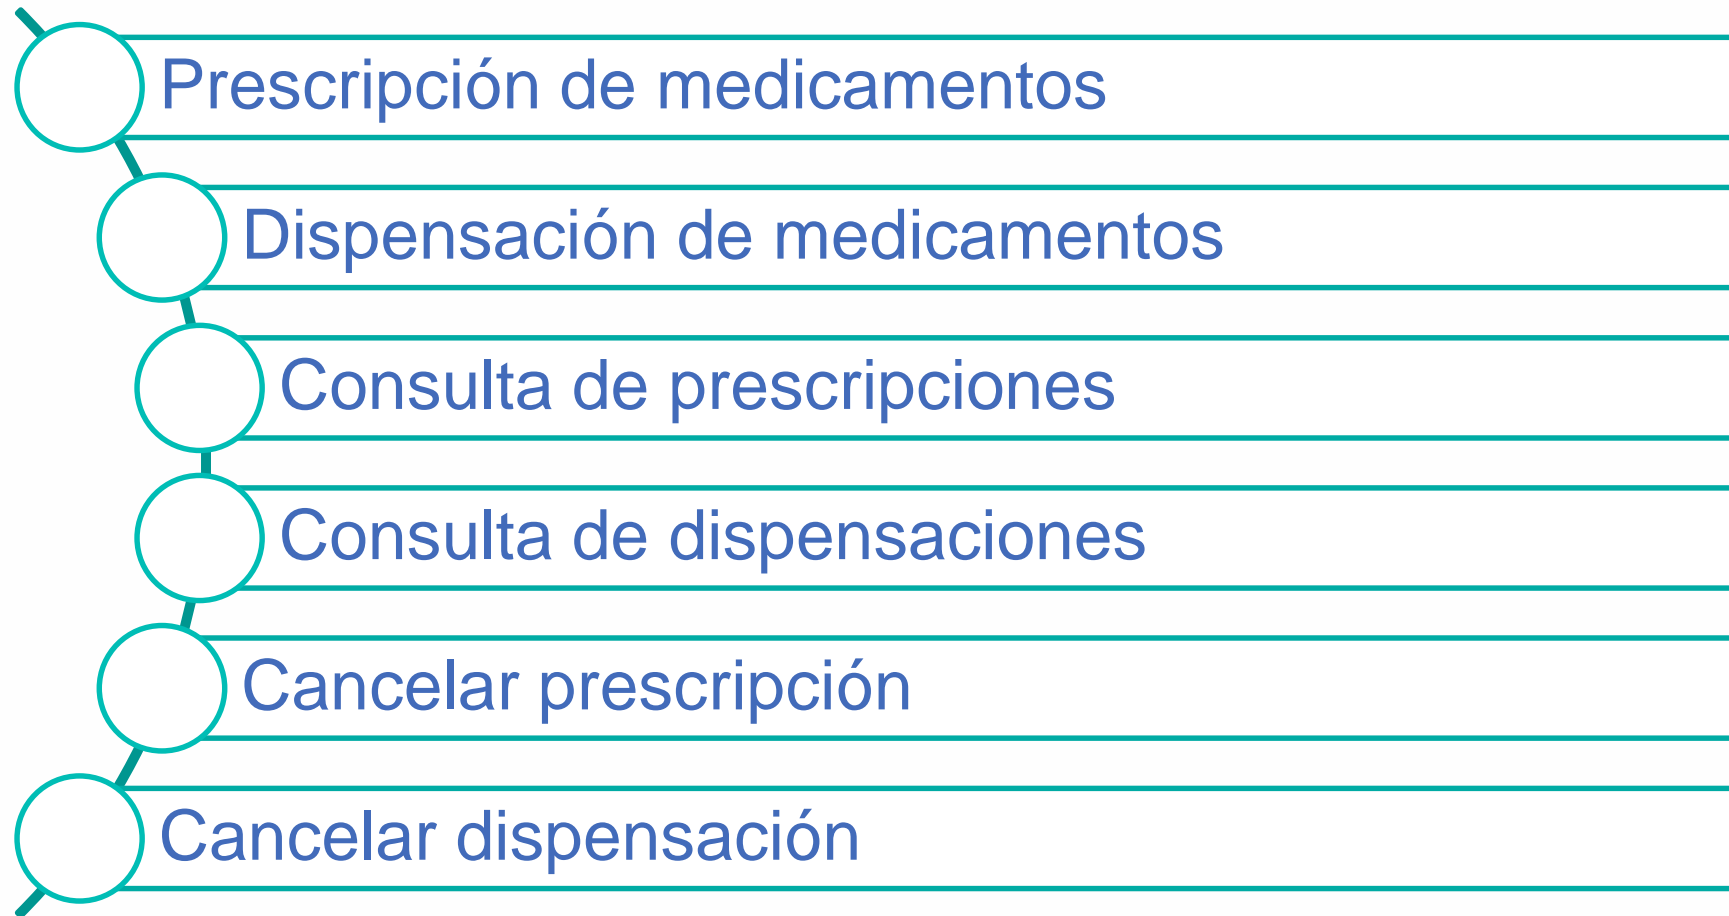 Prescripción de medicamentos
Dispensación de medicamentos
Consulta de prescripciones
Consulta de dispensaciones
Cancelar prescripción
Cancelar dispensación